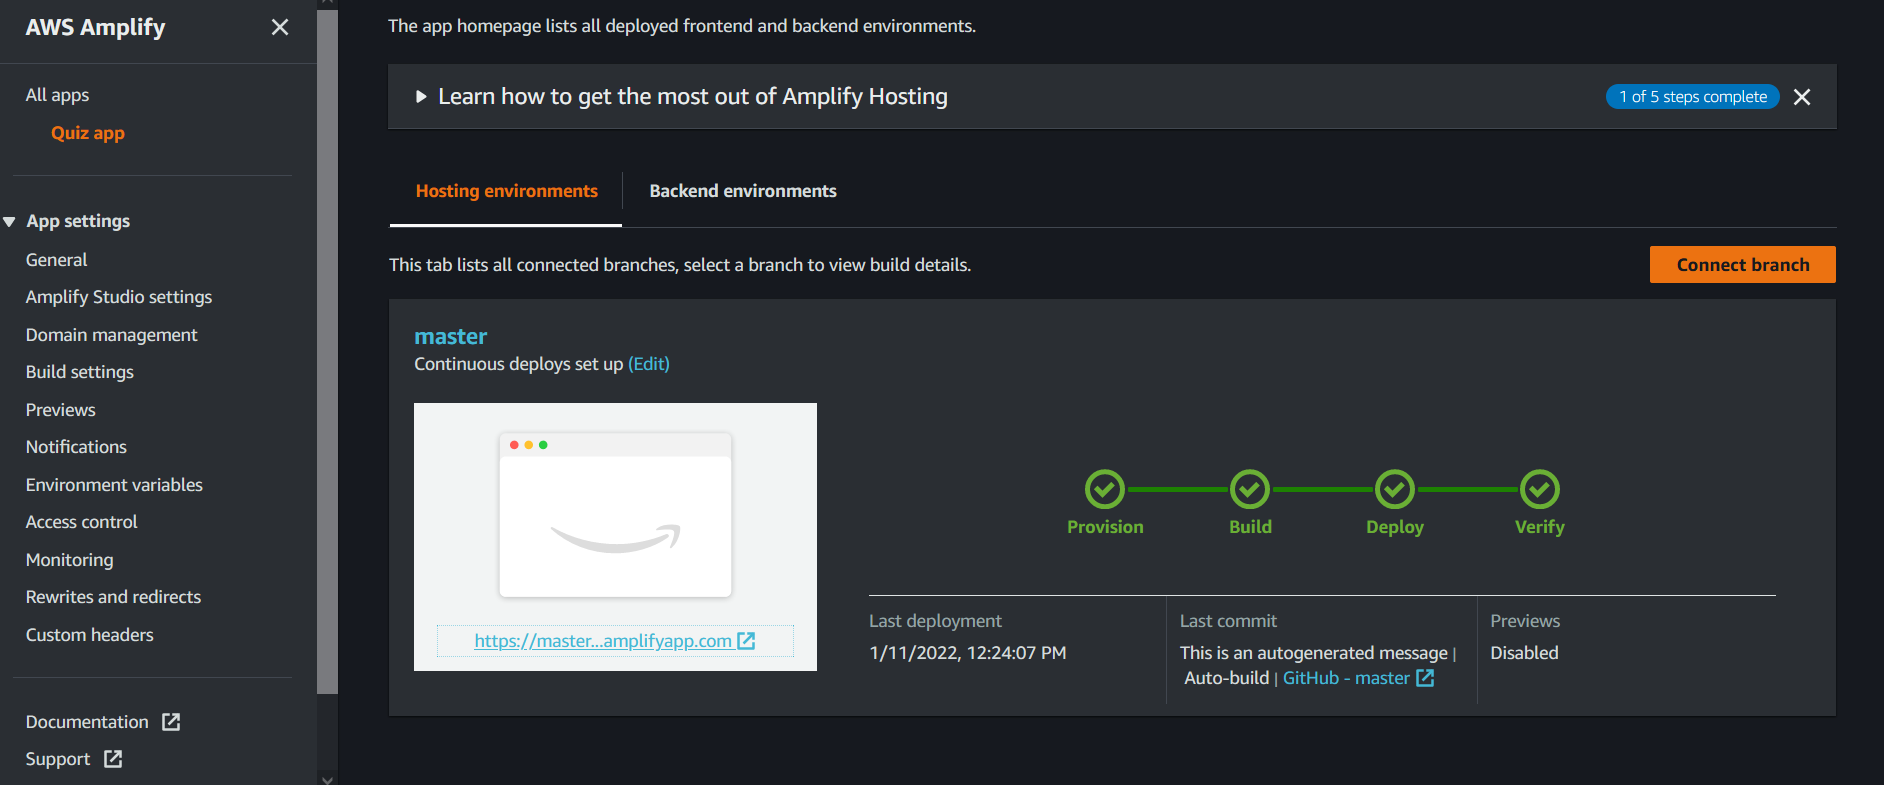 AWS Amplify
All apps
Quiz app
App settings
General
Amplify Studio settings
Domain management
Build settings
Previews
Notifications
Environment variables
Access control
Monitoring
Rewrites and redirects
Custom headers
Documentation
Support
The app homepage lists all deployed frontend and backend environments.
Learn how to get the most out of Amplify Hosting
1 of 5 steps complete
Hosting environments
Backend environments
This tab lists all connected branches, select a branch to view build details.
Connect branch
master
Continuous deploys set up (Edit)
https://master...amplifyapp.com
Provision
Build
Deploy
Verify
Last deployment
1/11/2022, 12:24:07 PM
Last commit
This is an autogenerated message |
Auto-build | GitHub - master
Previews
Disabled